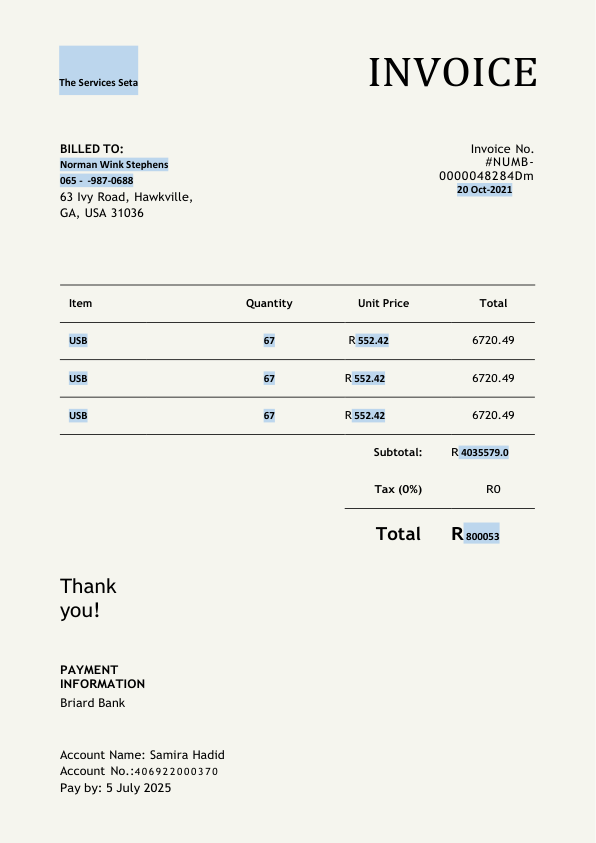 The Services Seta
INVOICE
BILLED TO:
Norman Wink Stephens
065 -  -987-0688
63 Ivy Road, Hawkville,
GA, USA 31036
Invoice No.
#NUMB-
0000048284Dm
20 Oct-2021
Item Quantity Unit Price Total
USB 67 R 552.42 6720.49
USB 67 R 552.42 6720.49
USB 67 R 552.42 6720.49
Subtotal: R 4035579.0
Tax (0%) R0
Total R 800053
Thank
you!
PAYMENT
INFORMATION
Briard Bank
Account Name: Samira Hadid
Account No.:406922000370
Pay by: 5 July 2025